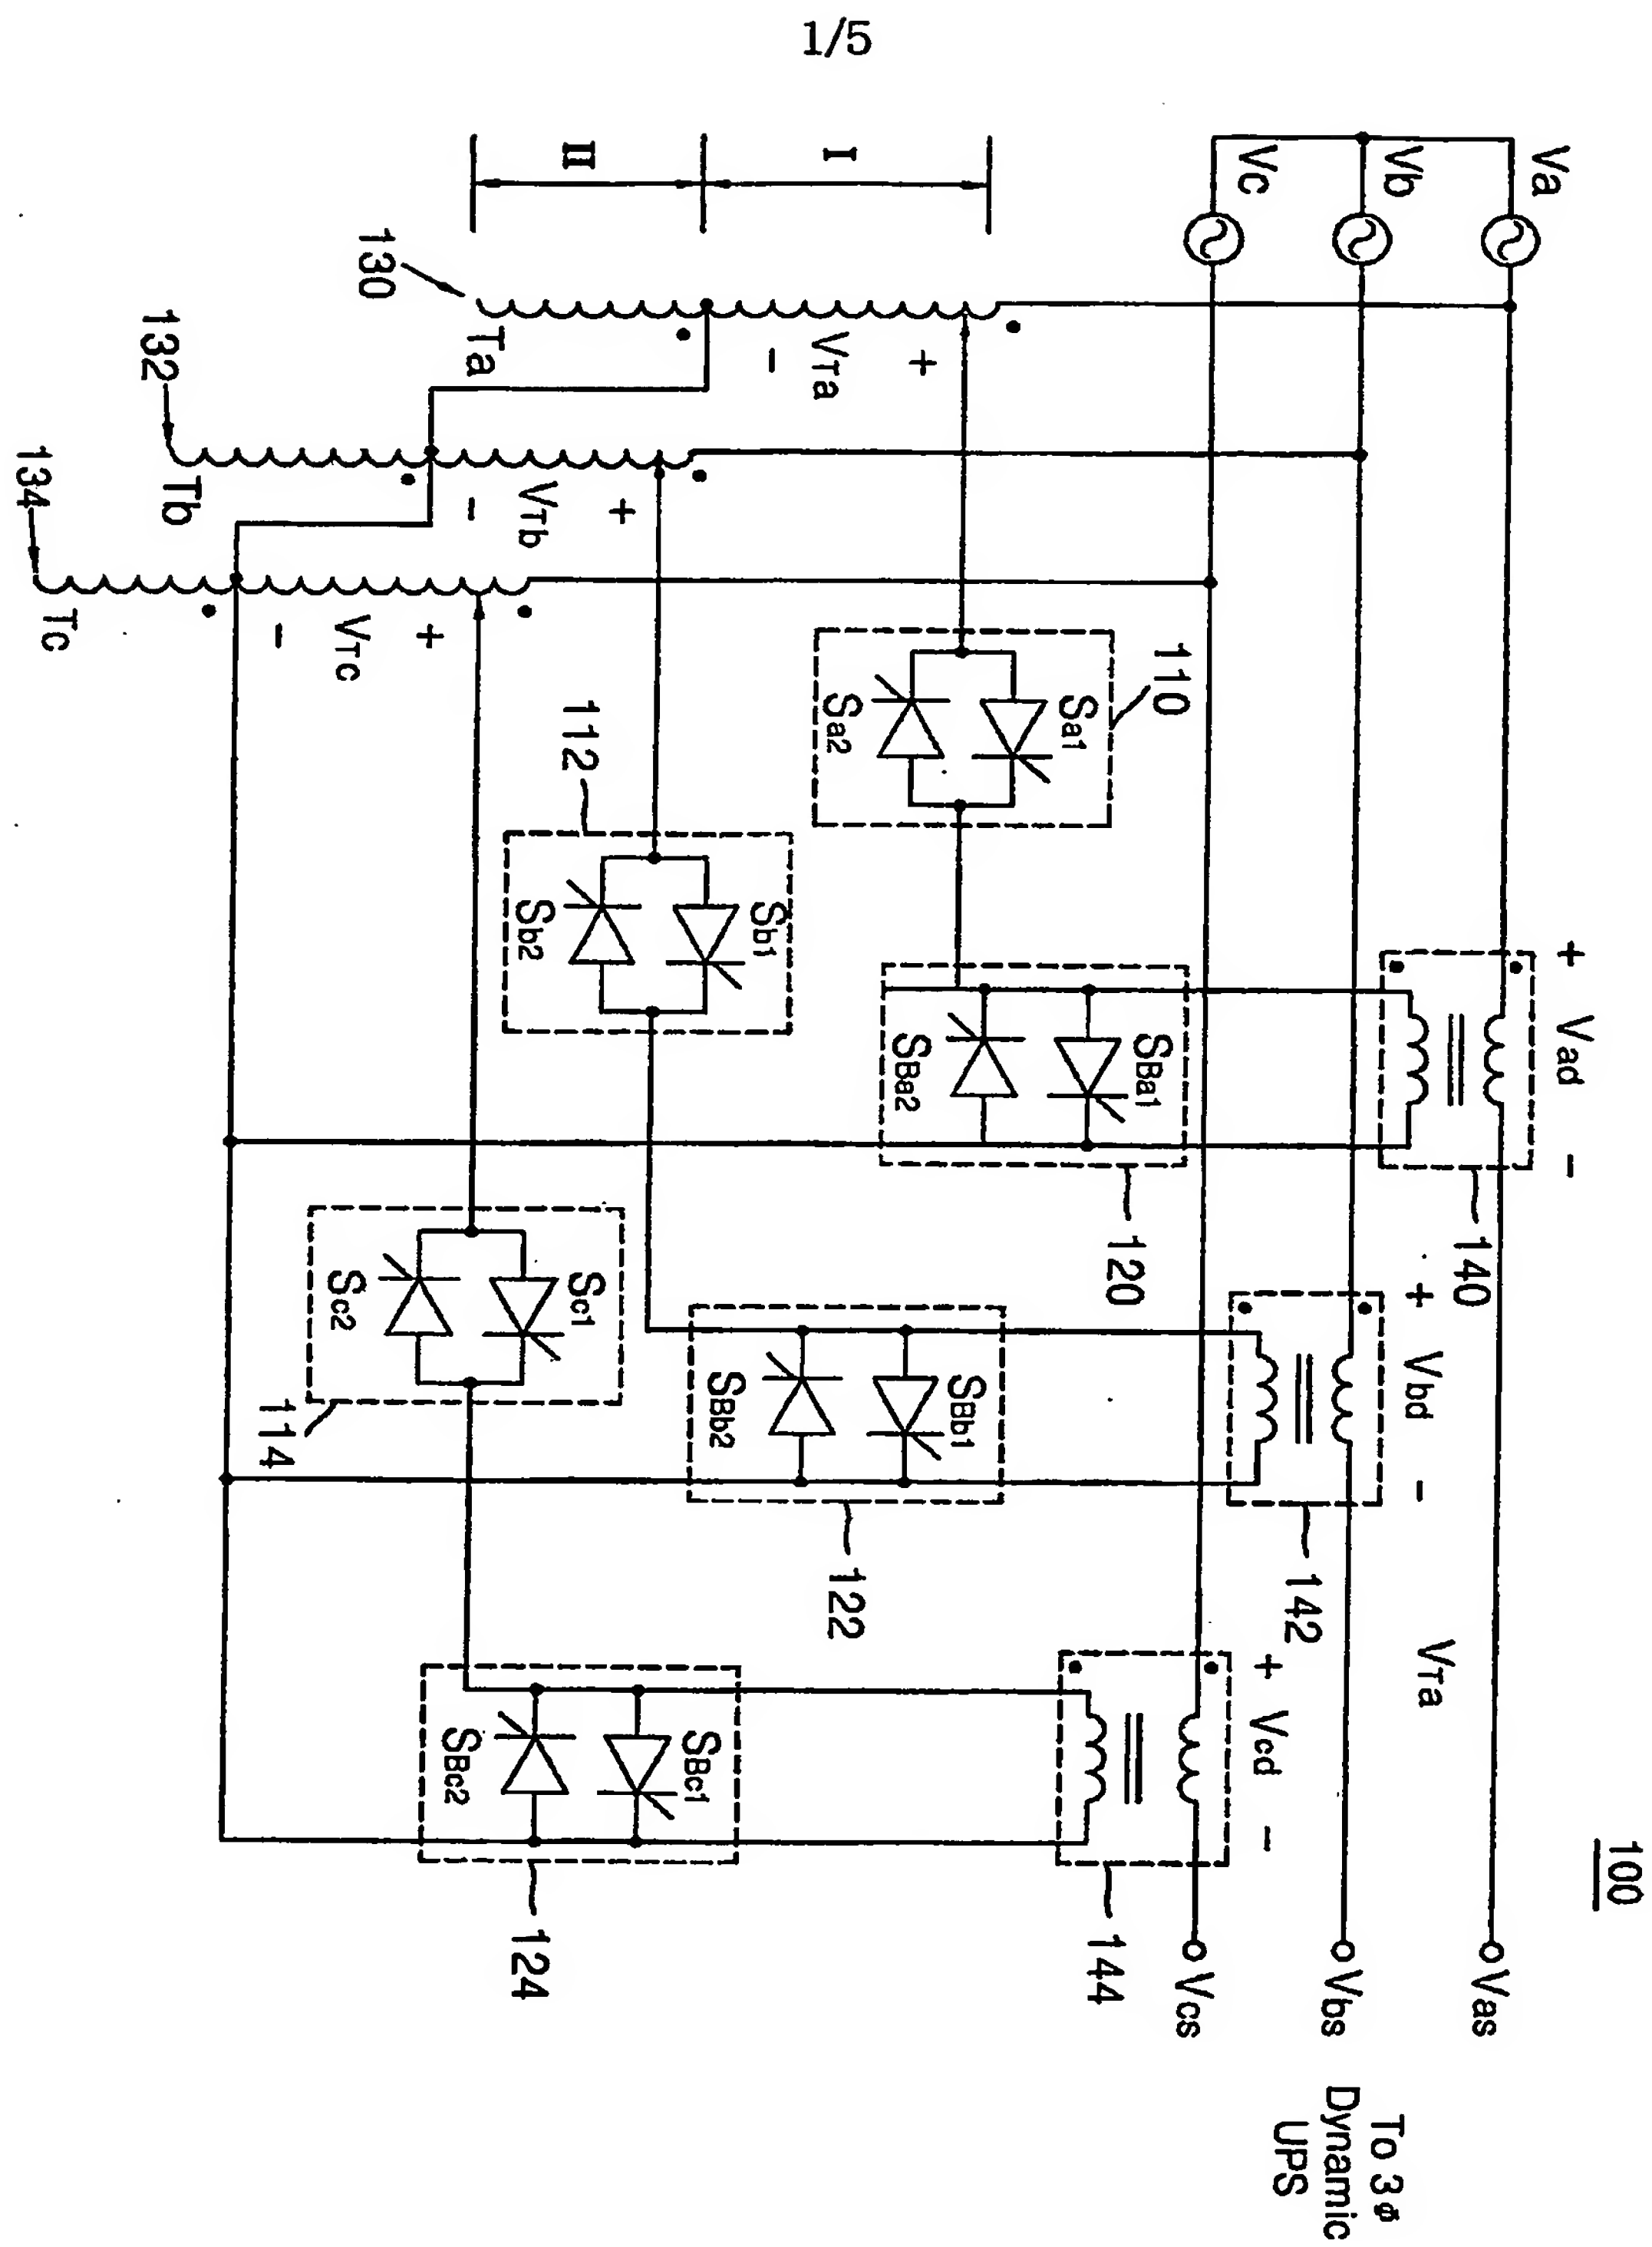 1/5
100
Va
Vb
Vc
+ Vad -
140
+ Vbd -
142
VTa
+ Vcd -
144
Vas
Vbs
Vcs
To 3φ
Dynamic
UPS
I
II
130
Ta
+
VTa
-
132
Tb
+
VTb
-
134
Tc
+
VTc
-
110
Sa1
Sa2
112
Sb1
Sb2
114
Sc1
Sc2
120
SBa1
SBa2
122
SBb1
SBb2
124
SBc1
SBc2